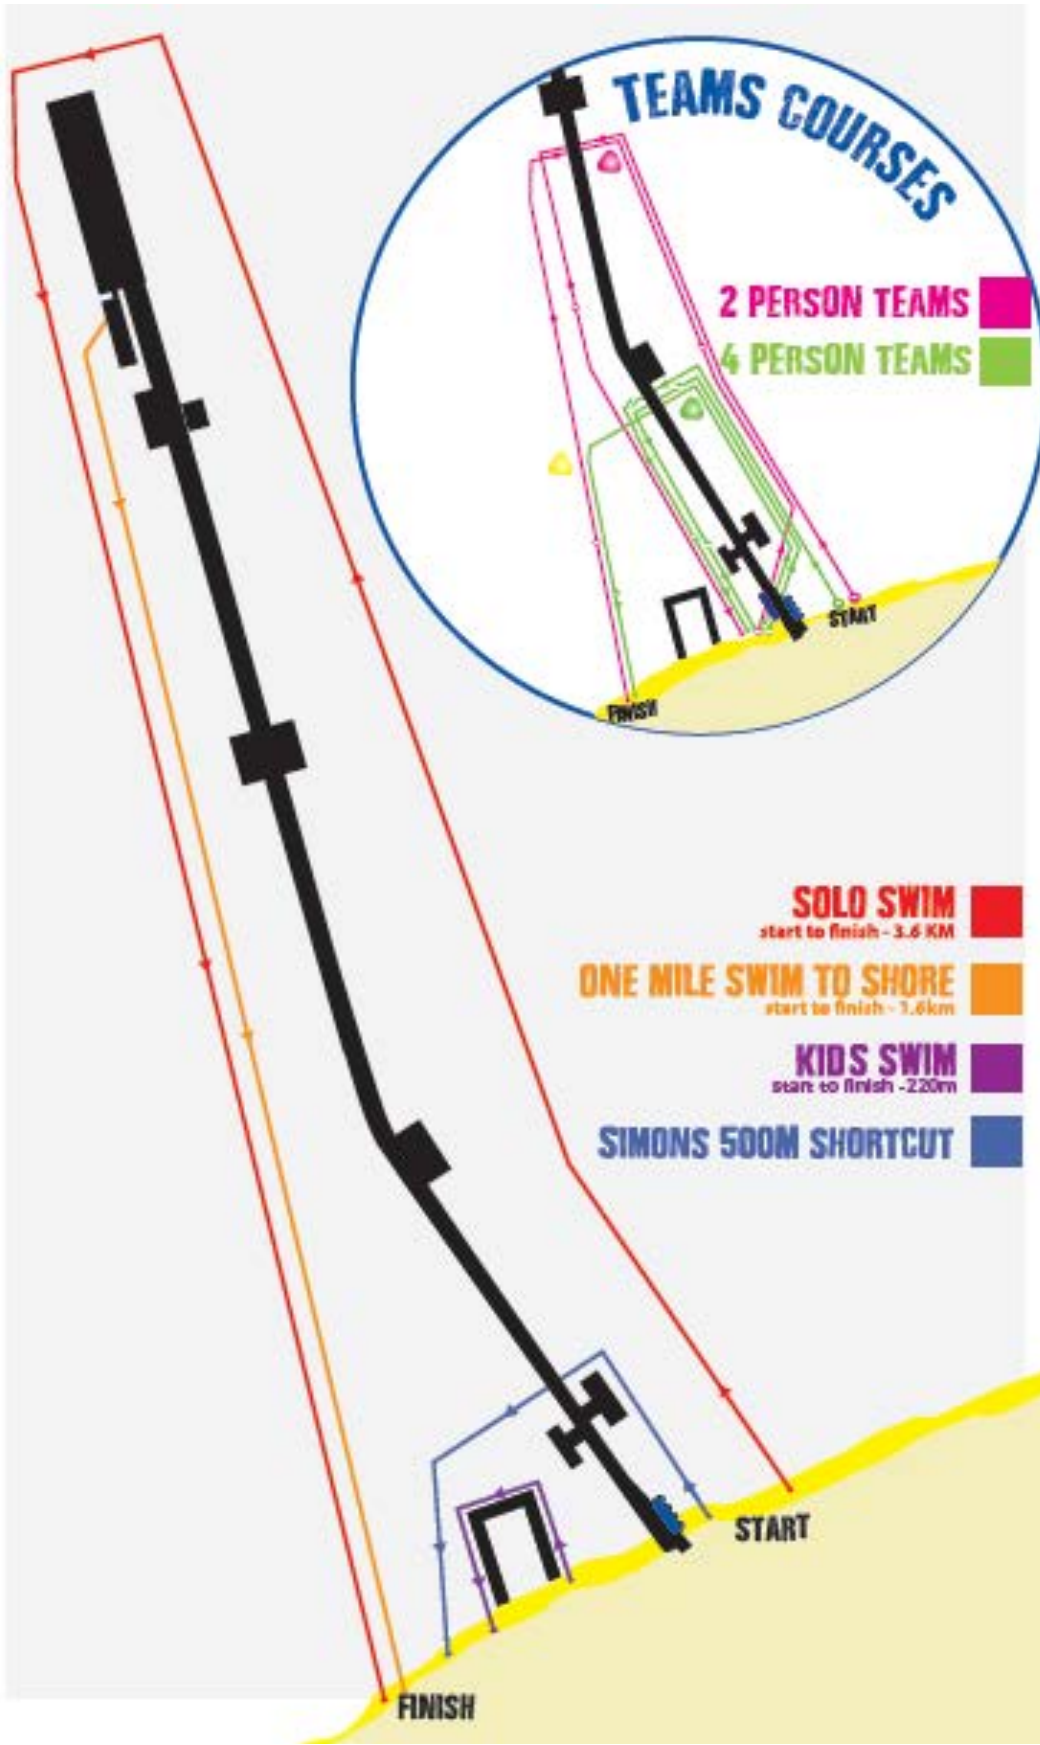 TEAMS COURSES
2 PERSON TEAMS
4 PERSON TEAMS
START
FINISH
SOLO SWIM
start to finish - 3.6 KM
ONE MILE SWIM TO SHORE
start to finish - 1.6km
KIDS SWIM
start to finish -220m
SIMONS 500M SHORTCUT
START
FINISH